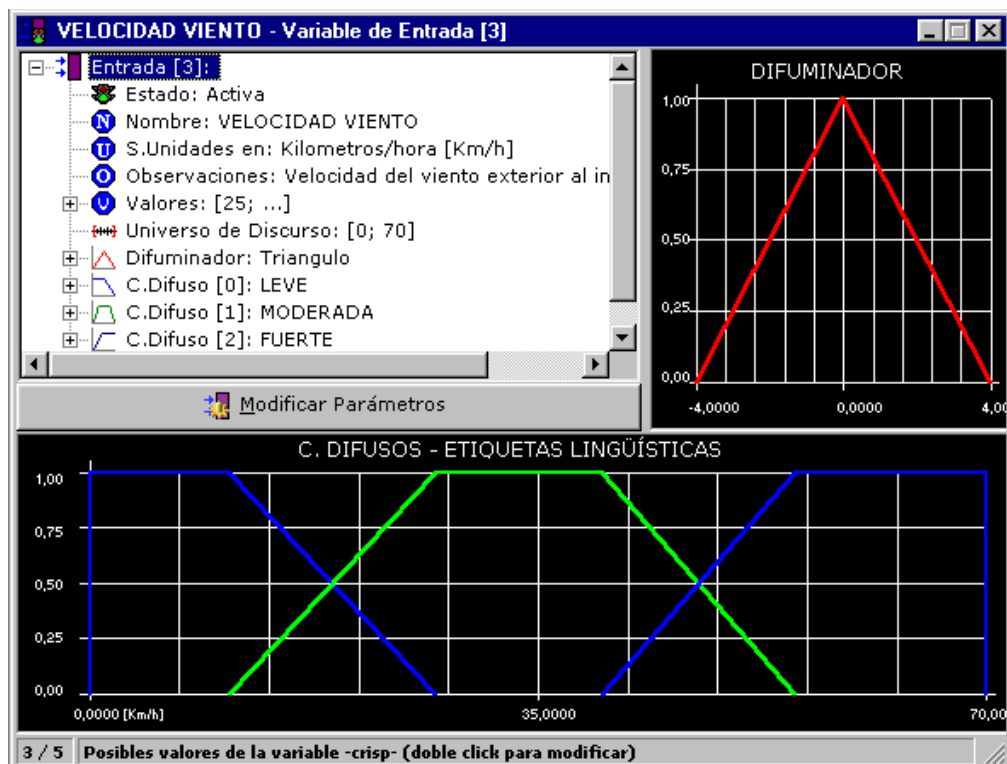 VELOCIDAD VIENTO - Variable de Entrada [3]
Entrada [3]:
Estado: Activa
N Nombre: VELOCIDAD VIENTO
U S.Unidades en: Kilometros/hora [Km/h]
O Observaciones: Velocidad del viento exterior al in
V Valores: [25; ...]
Universo de Discurso: [0; 70]
Difuminador: Triangulo
C.Difuso [0]: LEVE
C.Difuso [1]: MODERADA
C.Difuso [2]: FUERTE
Modificar Parámetros
DIFUMINADOR
1,00
0,75
0,50
0,25
0,00
-4,0000 0,0000 4,00
C. DIFUSOS - ETIQUETAS LINGÜÍSTICAS
1,00
0,75
0,50
0,25
0,00
0,0000 [Km/h] 35,0000 70,00
3 / 5 Posibles valores de la variable -crisp- (doble click para modificar)